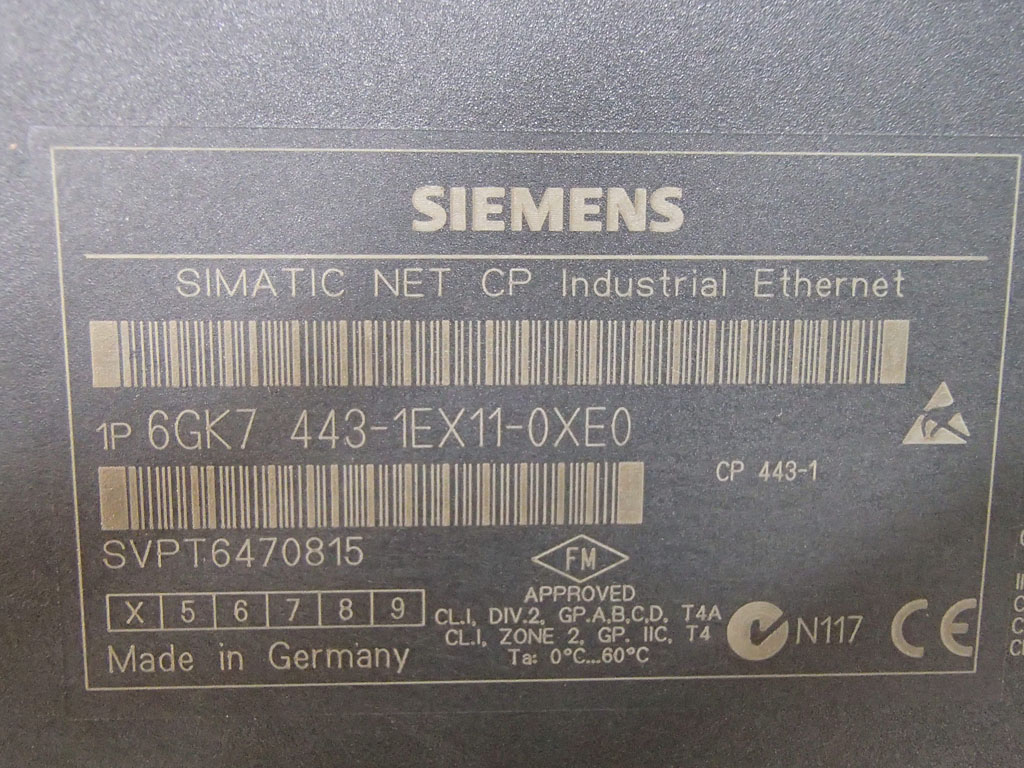 SIEMENS
SIMATIC NET CP Industrial Ethernet
1P 6GK7 443-1EX11-0XE0
CP 443-1
SVPT6470815
FM
APPROVED
X 5 6 7 8 9
CL.I, DIV.2, GP.A,B,C,D, T4A
CL.I, ZONE 2, GP. IIC, T4
Ta: 0°C...60°C
N117
CE
Made in Germany